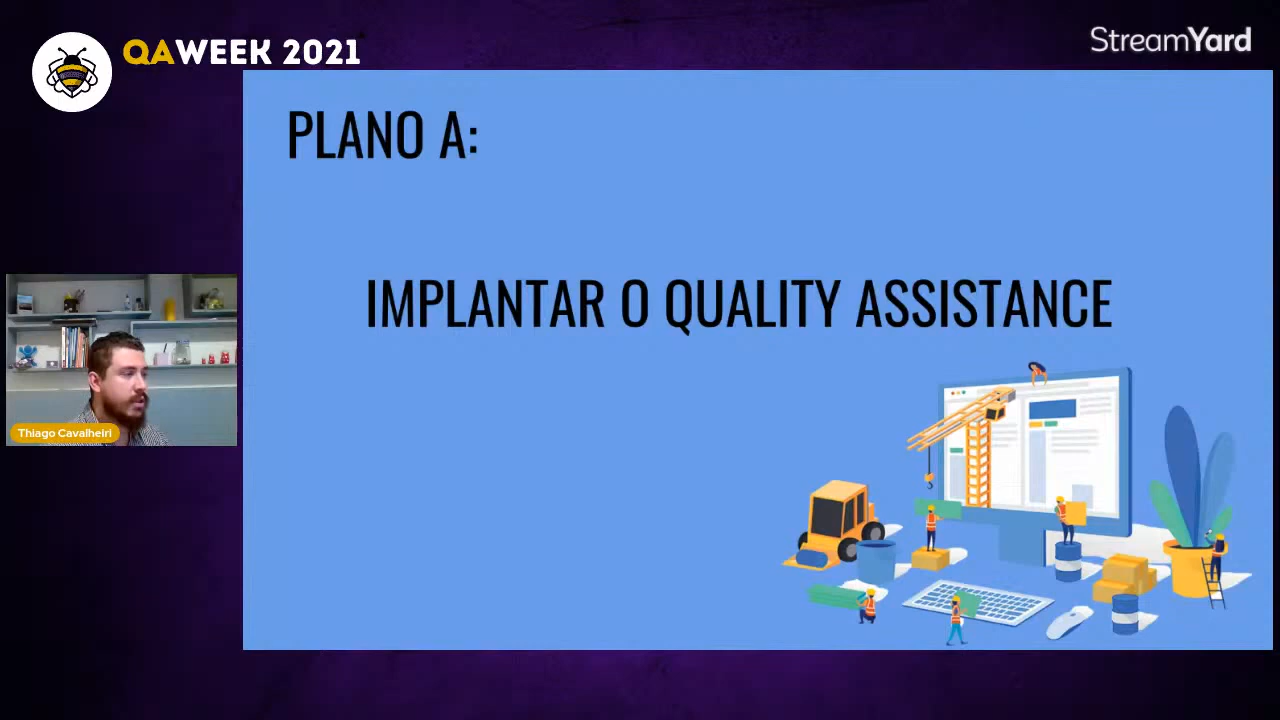 QAWEEK 2021
StreamYard
PLANO A:
IMPLANTAR O QUALITY ASSISTANCE
Thiago Cavalheiri